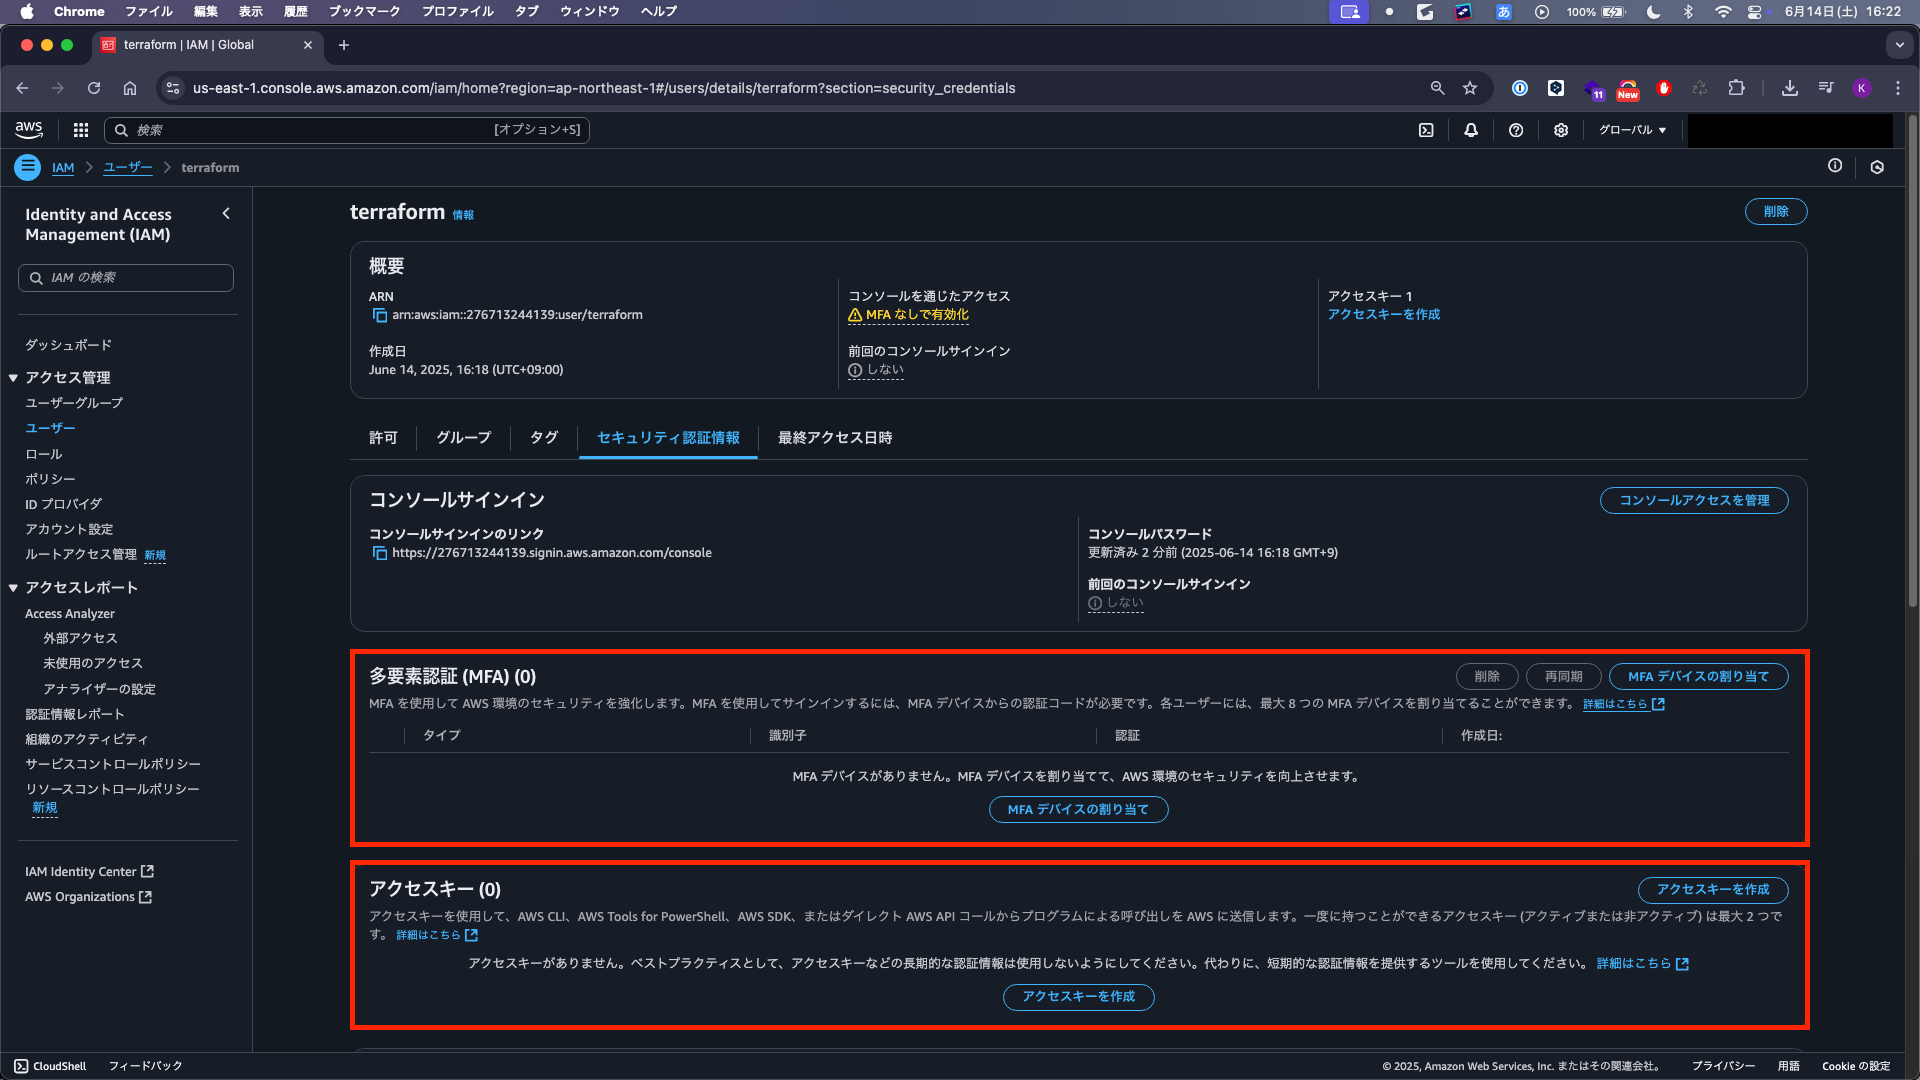 Chrome ファイル 編集 表示 履歴 ブックマーク プロファイル タブ ウィンドウ ヘルプ あ 100% 6月14日(土) 16:22
terraform | IAM | Global
us-east-1.console.aws.amazon.com/iam/home?region=ap-northeast-1#/users/details/terraform?section=security_credentials 11 New K
aws 検索 [オプション+S] グローバル
IAM ユーザー terraform
Identity and Access
Management (IAM)
IAM の検索
ダッシュボード
アクセス管理
ユーザーグループ
ユーザー
ロール
ポリシー
ID プロバイダ
アカウント設定
ルートアクセス管理 新規
アクセスレポート
Access Analyzer
外部アクセス
未使用のアクセス
アナライザーの設定
認証情報レポート
組織のアクティビティ
サービスコントロールポリシー
リソースコントロールポリシー
新規
IAM Identity Center
AWS Organizations
terraform 情報 削除
概要
ARN
arn:aws:iam::276713244139:user/terraform
作成日
June 14, 2025, 16:18 (UTC+09:00)
コンソールを通じたアクセス
MFA なしで有効化
前回のコンソールサインイン
しない
アクセスキー 1
アクセスキーを作成
許可 グループ タグ セキュリティ認証情報 最終アクセス日時
コンソールサインイン コンソールアクセスを管理
コンソールサインインのリンク
https://276713244139.signin.aws.amazon.com/console
コンソールパスワード
更新済み 2 分前 (2025-06-14 16:18 GMT+9)
前回のコンソールサインイン
しない
多要素認証 (MFA) (0) 削除 再同期 MFA デバイスの割り当て
MFA を使用して AWS 環境のセキュリティを強化します。MFA を使用してサインインするには、MFA デバイスからの認証コードが必要です。各ユーザーには、最大 8 つの MFA デバイスを割り当てることができます。 詳細はこちら
タイプ 識別子 認証 作成日:
MFA デバイスがありません。MFA デバイスを割り当てて、AWS 環境のセキュリティを向上させます。
MFA デバイスの割り当て
アクセスキー (0) アクセスキーを作成
アクセスキーを使用して、AWS CLI、AWS Tools for PowerShell、AWS SDK、またはダイレクト AWS API コールからプログラムによる呼び出しを AWS に送信します。一度に持つことができるアクセスキー (アクティブまたは非アクティブ) は最大 2 つで
す。 詳細はこちら
アクセスキーがありません。ベストプラクティスとして、アクセスキーなどの長期的な認証情報は使用しないようにしてください。代わりに、短期的な認証情報を提供するツールを使用してください。 詳細はこちら
アクセスキーを作成
CloudShell フィードバック © 2025, Amazon Web Services, Inc. またはその関連会社。 プライバシー 用語 Cookie の設定